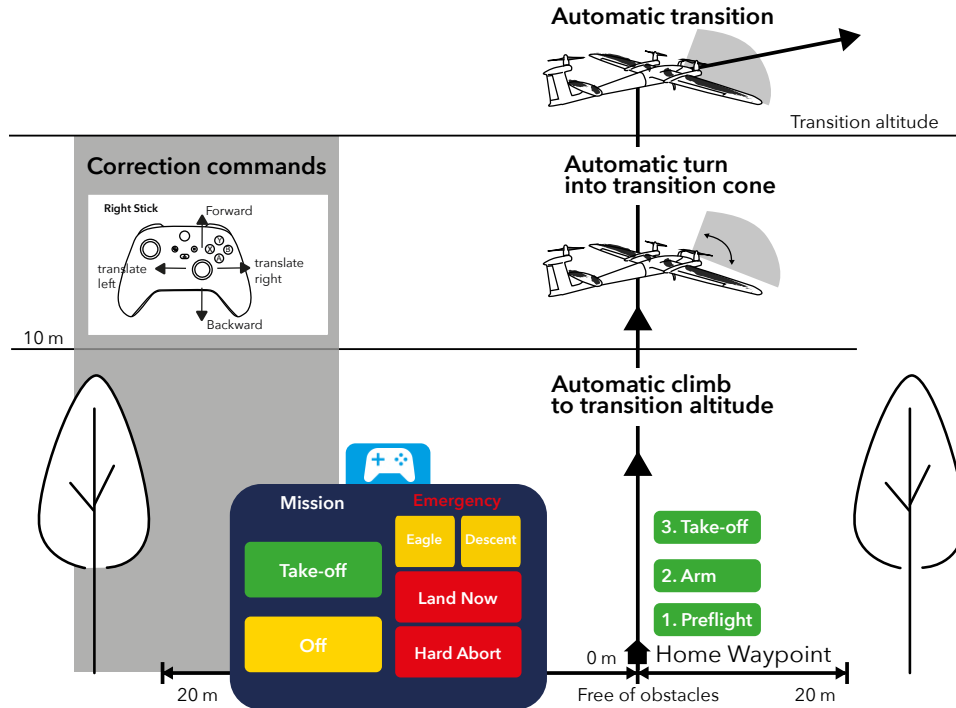 Automatic transition
Transition altitude
Correction commands
Right Stick
Forward
Y
X
B
A
translate
left
translate
right
Backward
Automatic turn
into transition cone
10 m
Automatic climb
to transition altitude
Mission
Emergency
Take-off
Off
Eagle
Descent
Land Now
Hard Abort
3. Take-off
2. Arm
1. Preflight
0 m
Home Waypoint
20 m
Free of obstacles
20 m